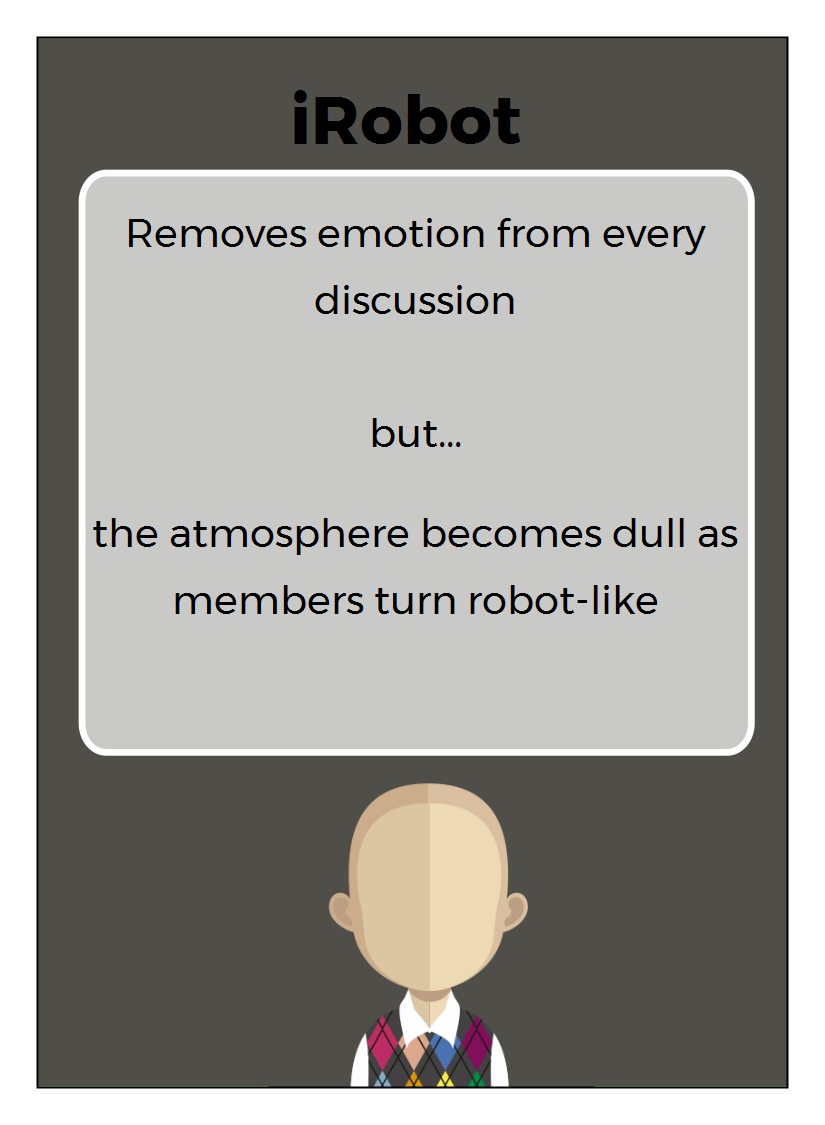 iRobot
Removes emotion from every
discussion
but...
the atmosphere becomes dull as
members turn robot-like